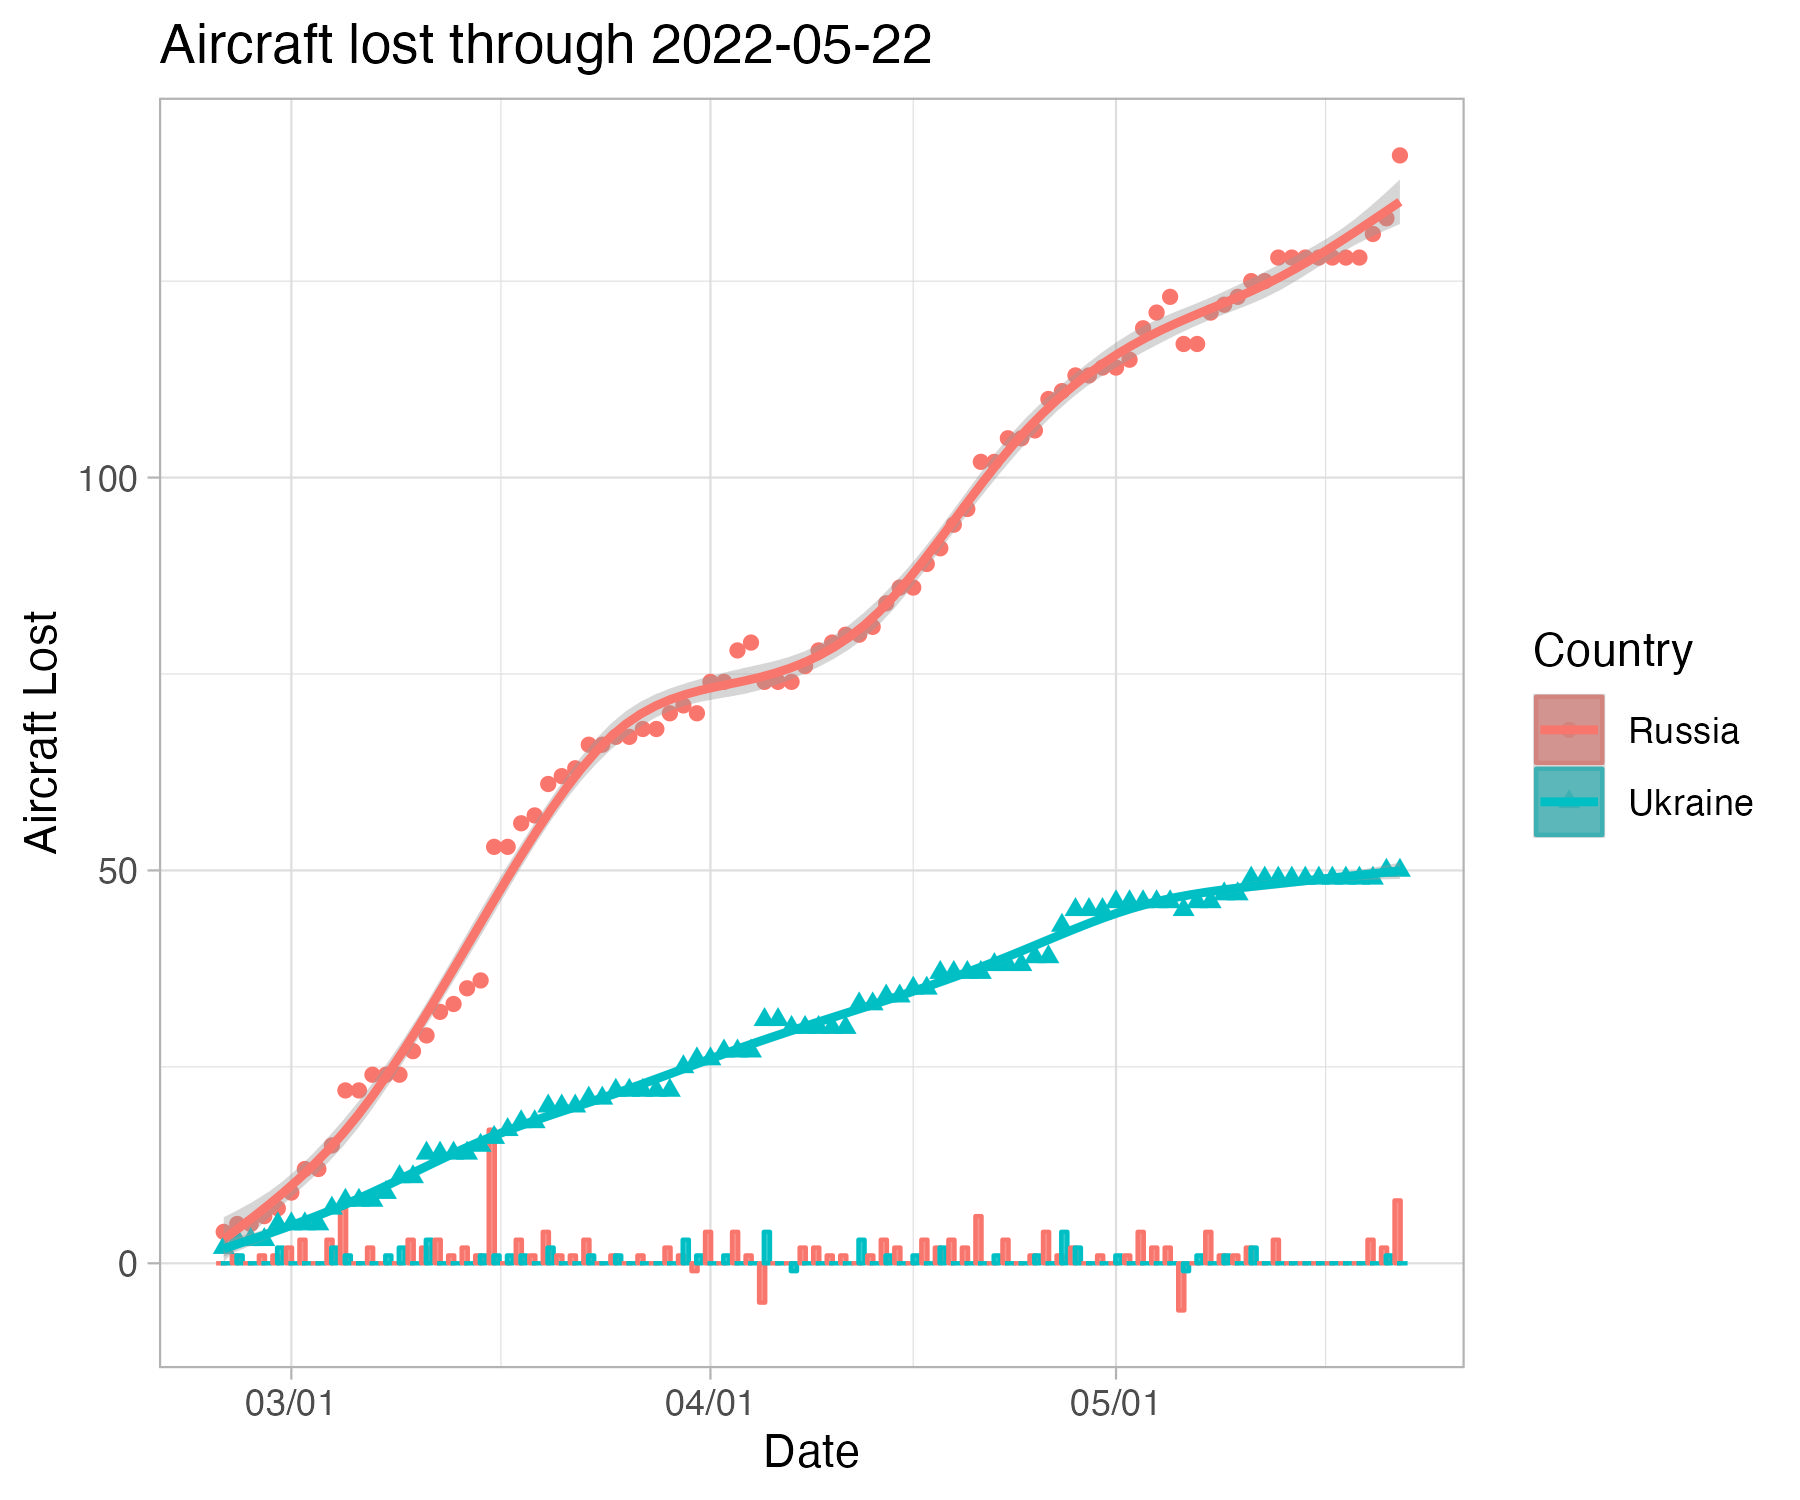 Aircraft lost through 2022-05-22
Aircraft Lost
100
50
0
03/01
04/01
05/01
Date
Country
Russia
Ukraine